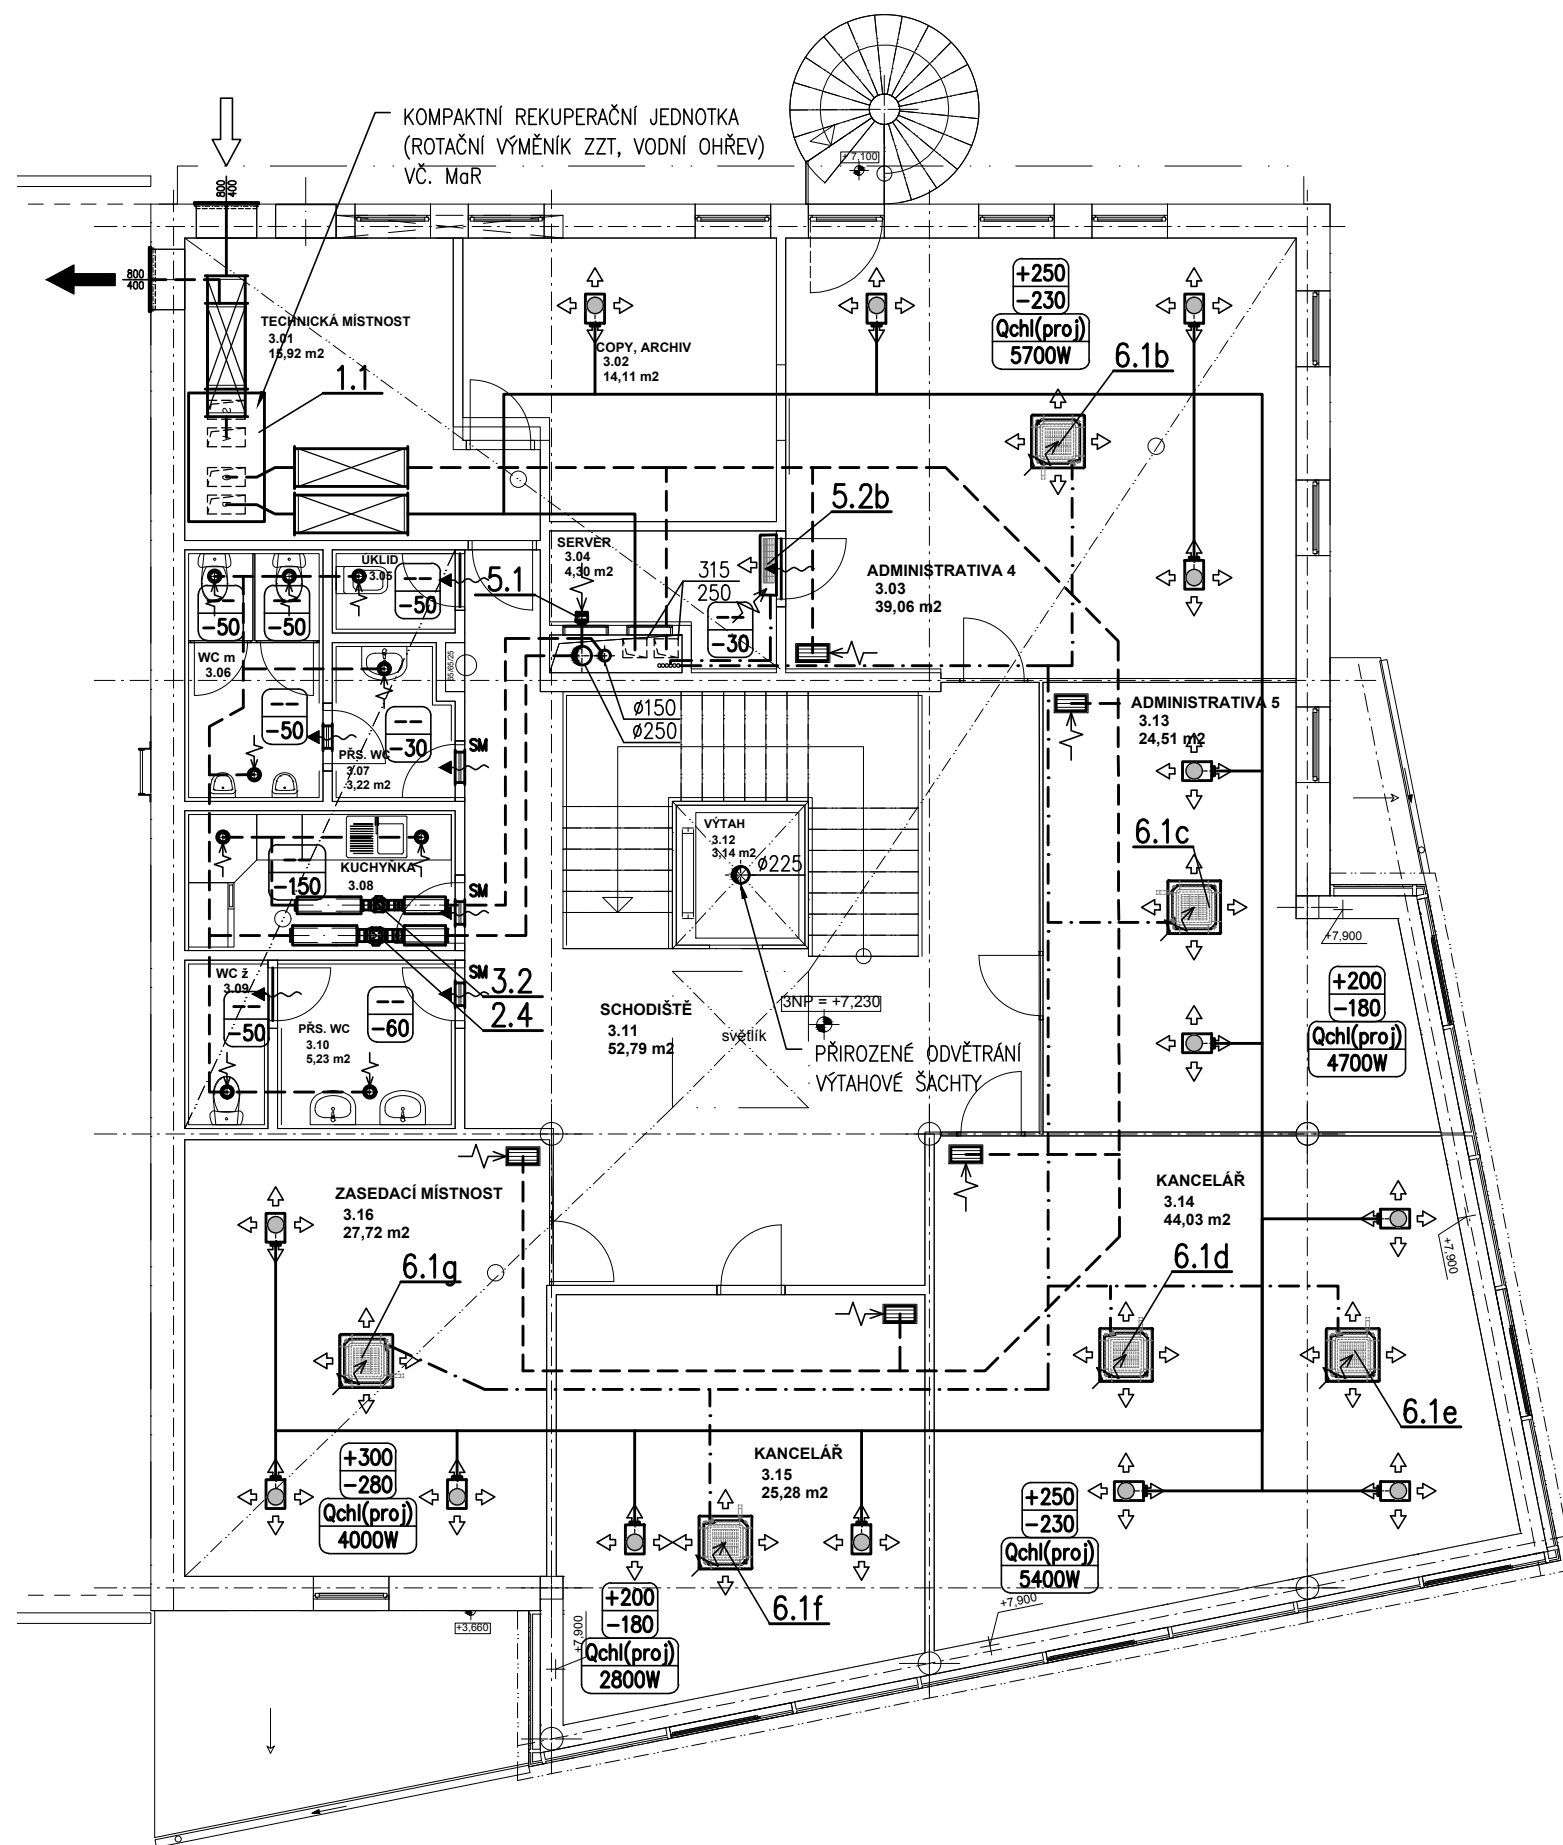 KOMPAKTNÍ REKUPERAČNÍ JEDNOTKA
(ROTAČNÍ VÝMĚNÍK ZZT, VODNÍ OHŘEV)
VČ. MaR
+7,100
800
400
800
400
TECHNICKÁ MÍSTNOST
3.01
15,92 m2
1.1
COPY, ARCHIV
3.02
14,11 m2
+250
-230
Qchl(proj)
5700W
6.1b
5.2b
SERVER
3.04
4,30 m2
5.1
315
250
--
-30
ADMINISTRATIVA 4
3.03
39,06 m2
ÚKLID
3.05
--
-50
--
-50
--
-50
WC m
3.06
--
-50
--
-30
PŘS. WC
3.07
3,22 m2
SM
Ø150
Ø250
ADMINISTRATIVA 5
3.13
24,51 m2
6.1c
VÝTAH
3.12
3,14 m2
Ø225
KUCHYŇKA
3.08
--
-150
SM
+7,900
WC ž
3.09
--
-50
PŘS. WC
3.10
5,23 m2
--
-60
SM
3.2
2.4
SCHODIŠTĚ
3.11
52,79 m2
3NP = +7,230
světlík
PŘIROZENÉ ODVĚTRÁNÍ
VÝTAHOVÉ ŠACHTY
+200
-180
Qchl(proj)
4700W
ZASEDACÍ MÍSTNOST
3.16
27,72 m2
6.1g
KANCELÁŘ
3.14
44,03 m2
+7,900
6.1d
6.1e
KANCELÁŘ
3.15
25,28 m2
+300
-280
Qchl(proj)
4000W
+250
-230
Qchl(proj)
5400W
+7,900
+200
-180
Qchl(proj)
2800W
6.1f
+7,900
+3,660